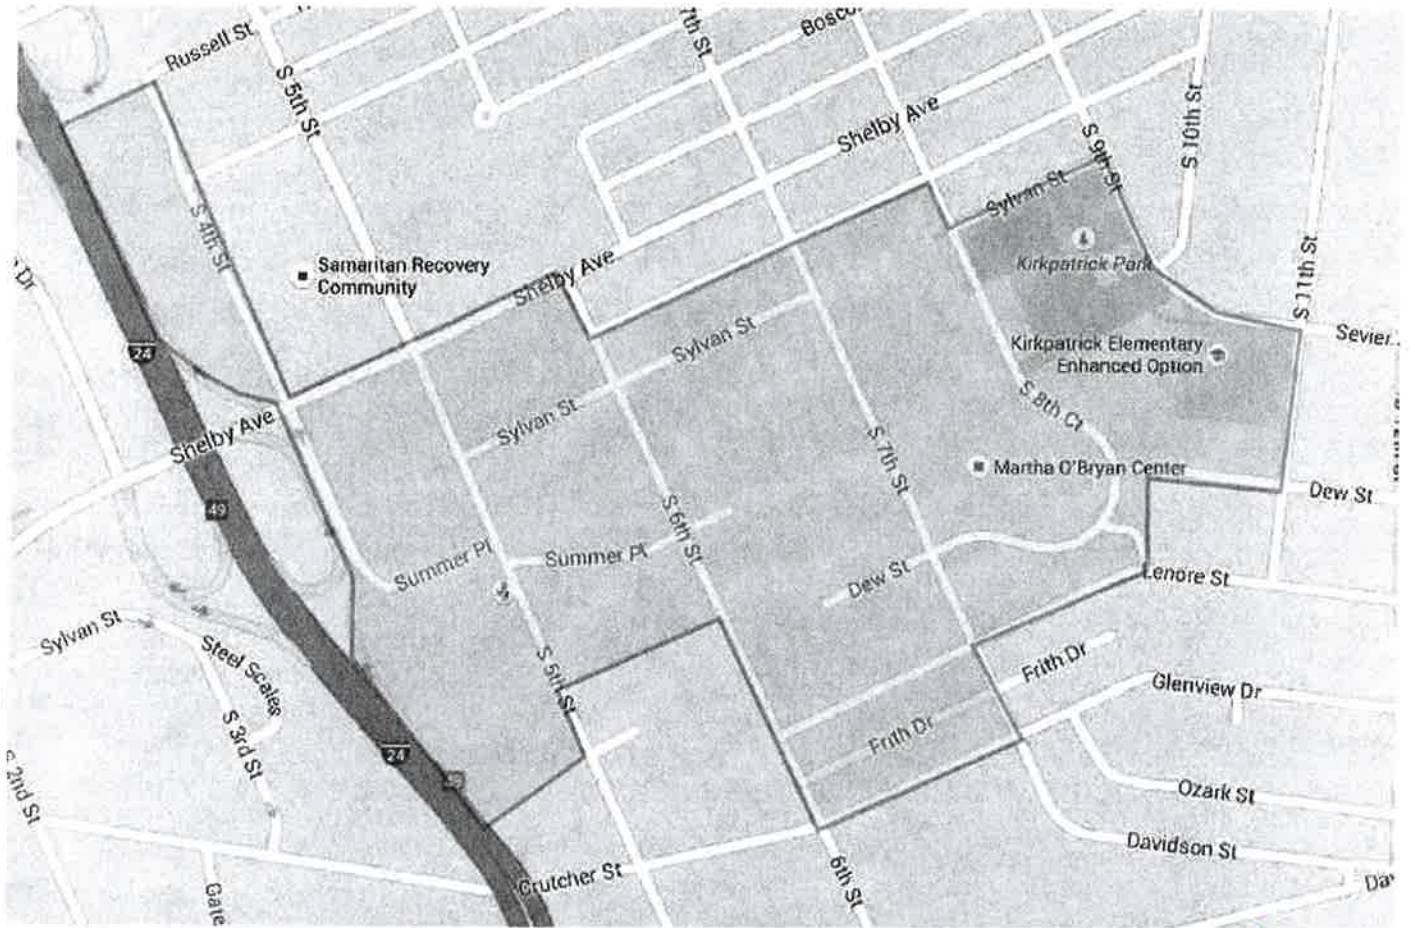 Russell St
S 5th St
7th St
S 10th St
Shelby Ave
S 9th St
Sylvan St
S 4th St
Samaritan Recovery
Community
Shelby Ave
Kirkpatrick Park
S 11th St
Dr
24
Sylvan St
Kirkpatrick Elementary
Enhanced Option
Sevier..
Shelby Ave
Sylvan St
S 8th Ct
S 7th St
Martha O'Bryan Center
Dew St
49
S 6th St
Summer Pl
Summer Pl
Dew St
Lenore St
Sylvan St
Steel Scales
S 5th St
Frith Dr
Glenview Dr
S 3rd St
Frith Dr
24
S 2nd St
Ozark St
Davidson St
Crutcher St
6th St
Gate